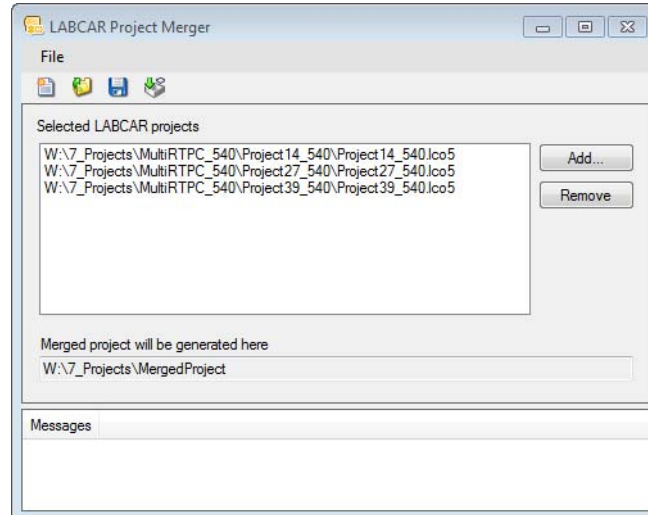 LABCAR Project Merger
File
Selected LABCAR projects
W:\7_Projects\MultiRTPC_540\Project14_540\Project14_540.lco5
W:\7_Projects\MultiRTPC_540\Project27_540\Project27_540.lco5
W:\7_Projects\MultiRTPC_540\Project39_540\Project39_540.lco5
Add...
Remove
Merged project will be generated here
W:\7_Projects\MergedProject
Messages